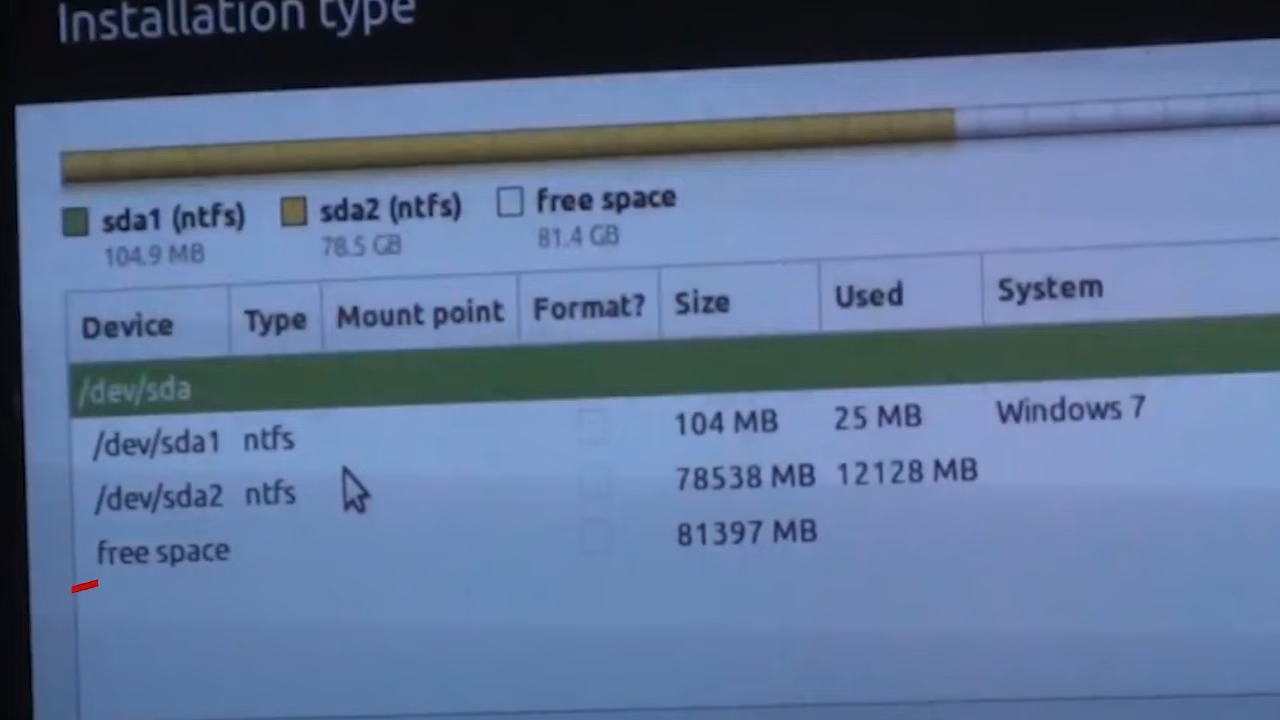 Installation type
sda1 (ntfs) sda2 (ntfs) free space
104.9 MB 78.5 GB 81.4 GB
Device Type Mount point Format? Size Used System
/dev/sda
/dev/sda1 ntfs 104 MB 25 MB Windows 7
/dev/sda2 ntfs 78538 MB 12128 MB
free space 81397 MB